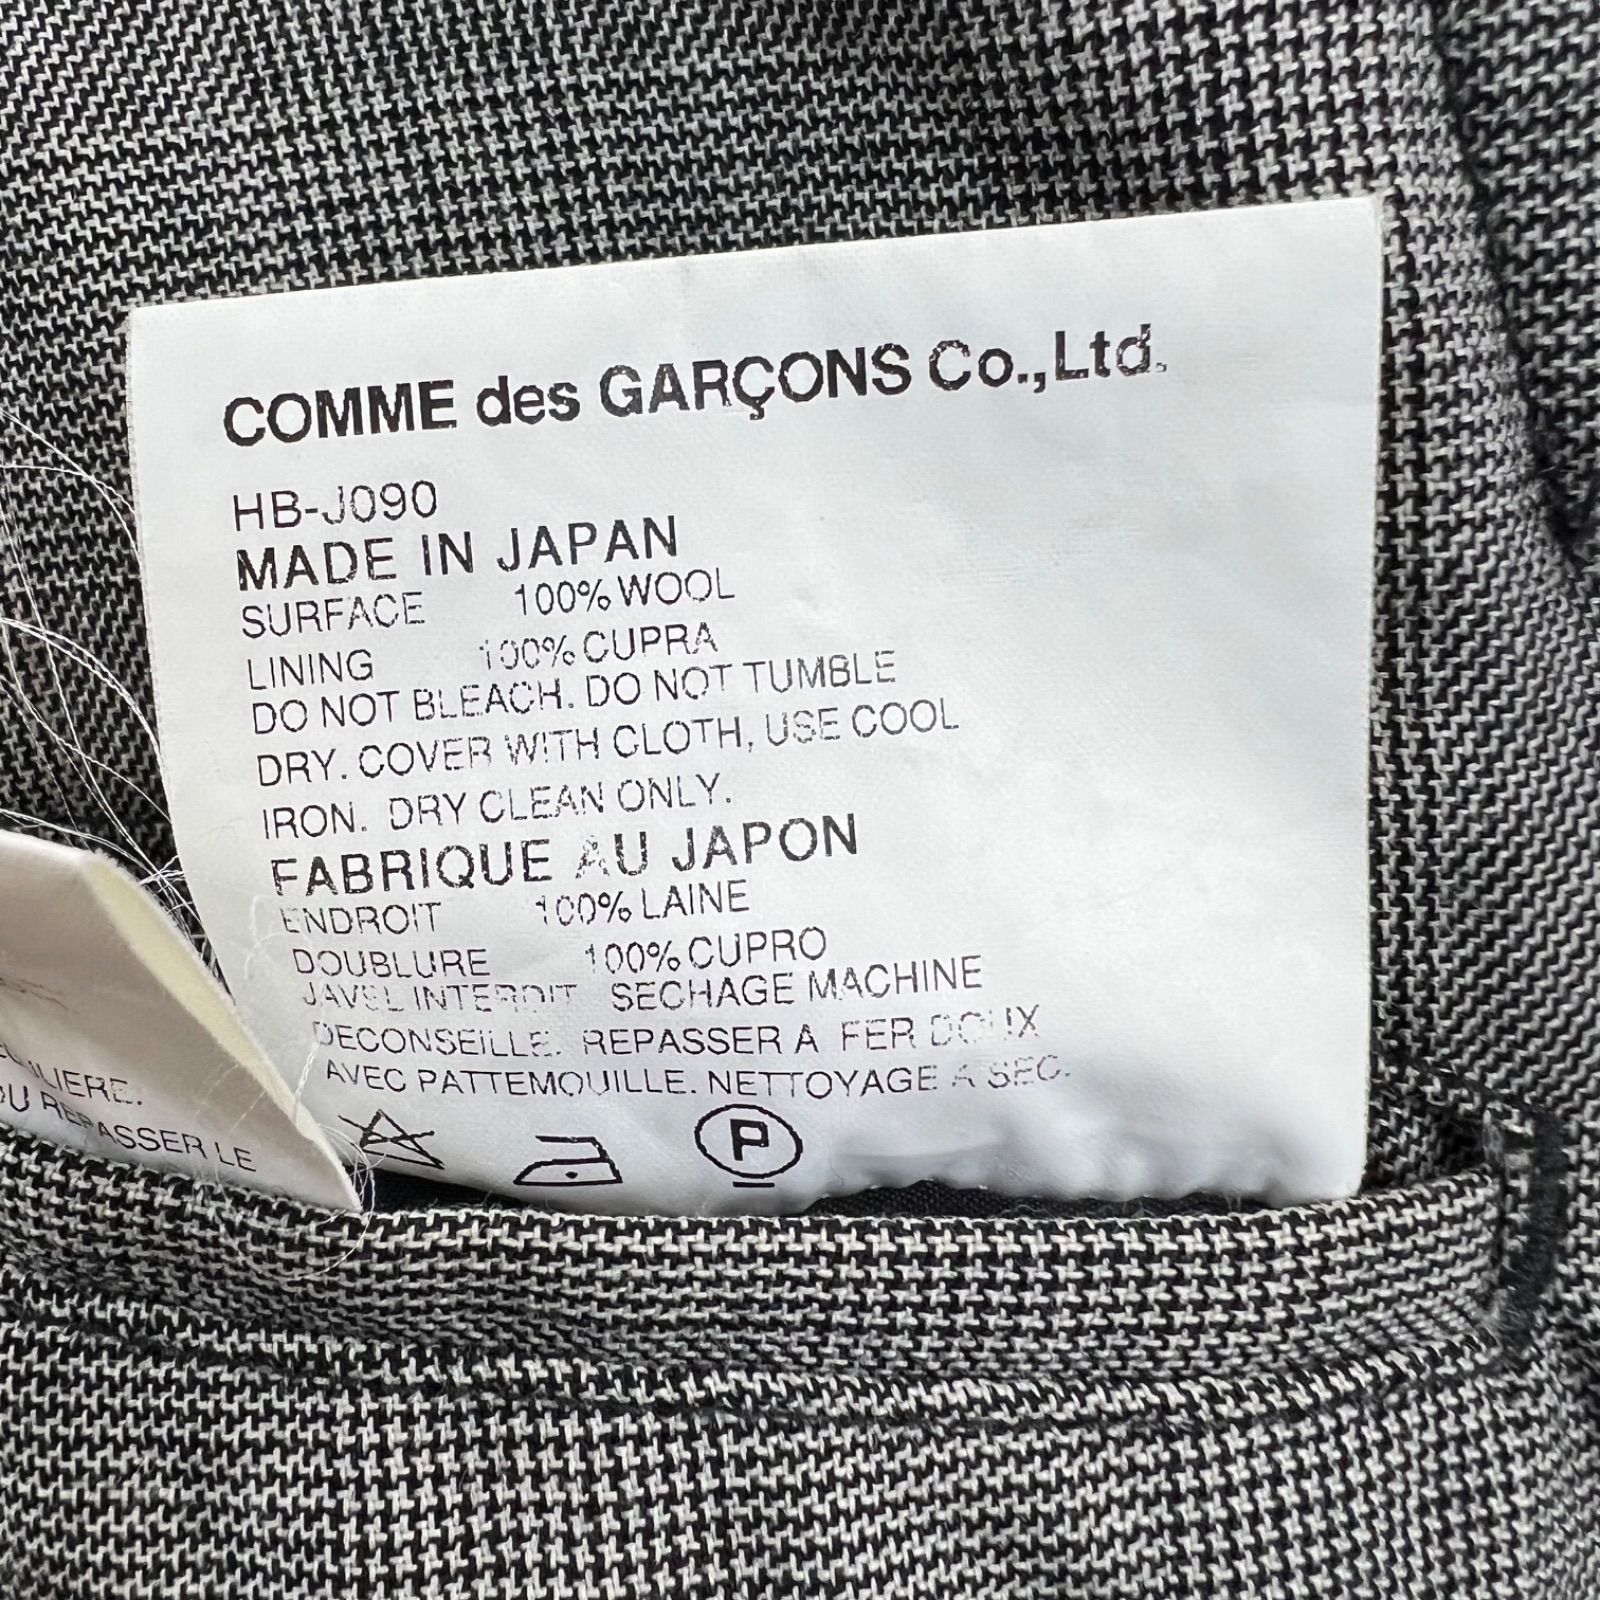 COMME des GARÇONS Co.,Ltd.
HB-J090
MADE IN JAPAN
SURFACE 100% WOOL
LINING 100% CUPRA
DO NOT BLEACH. DO NOT TUMBLE
DRY. COVER WITH CLOTH, USE COOL
IRON. DRY CLEAN ONLY.
FABRIQUE AU JAPON
ENDROIT 100% LAINE
DOUBLURE 100% CUPRO
JAVEL INTERDIT SECHAGE MACHINE
DECONSEILLE. REPASSER A FER DOUX
AVEC PATTEMOUILLE. NETTOYAGE A SEC.
P
REPASSER LE